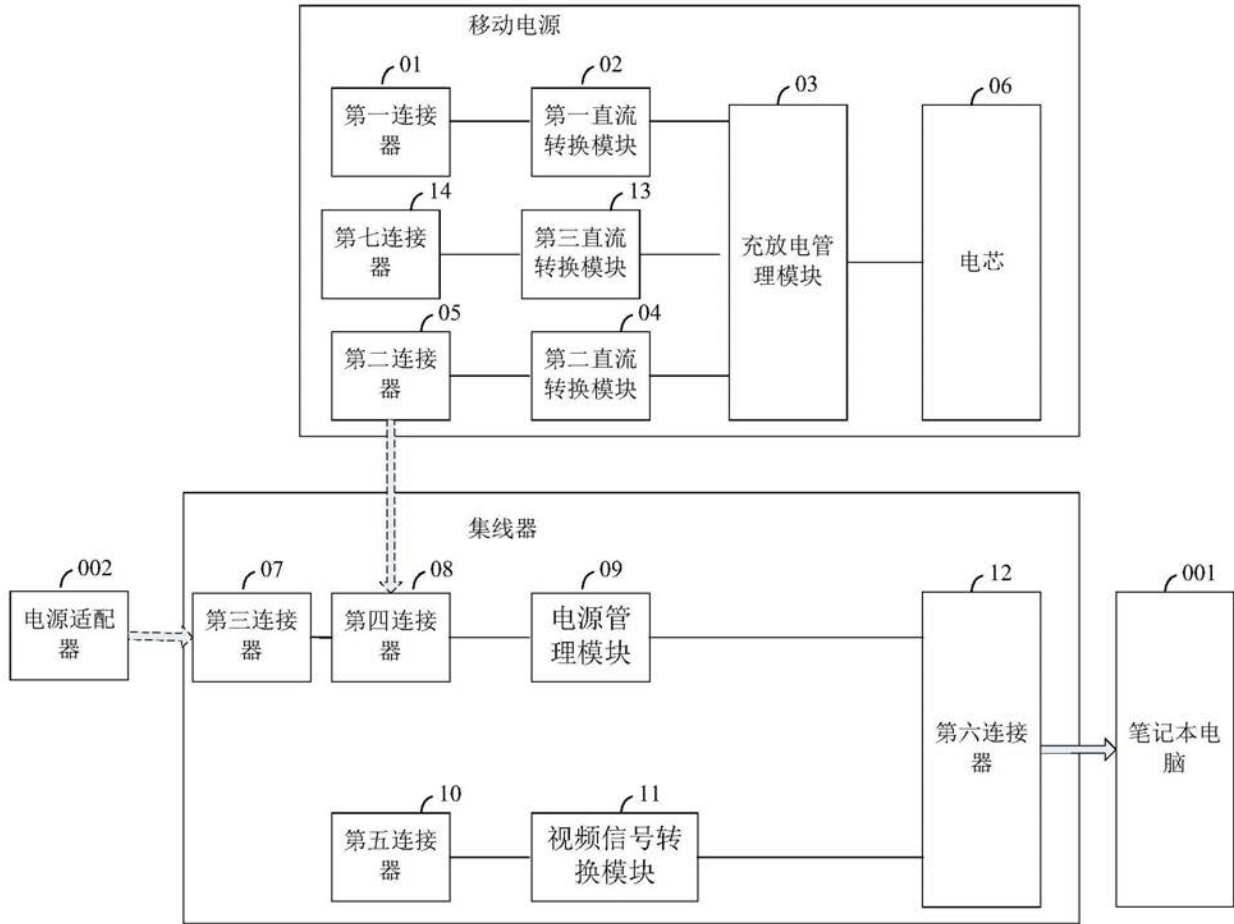 移动电源
01
02
03
06
第一连接
器
第一直流
转换模块
14
13
第七连接
器
第三直流
转换模块
充放电管
理模块
电芯
05
04
第二连接
器
第二直流
转换模块
集线器
002
07
08
09
12
001
电源适配
器
第三连接
器
第四连接
器
电源管
理模块
第六连接
器
笔记本电
脑
10
11
第五连接
器
视频信号转
换模块